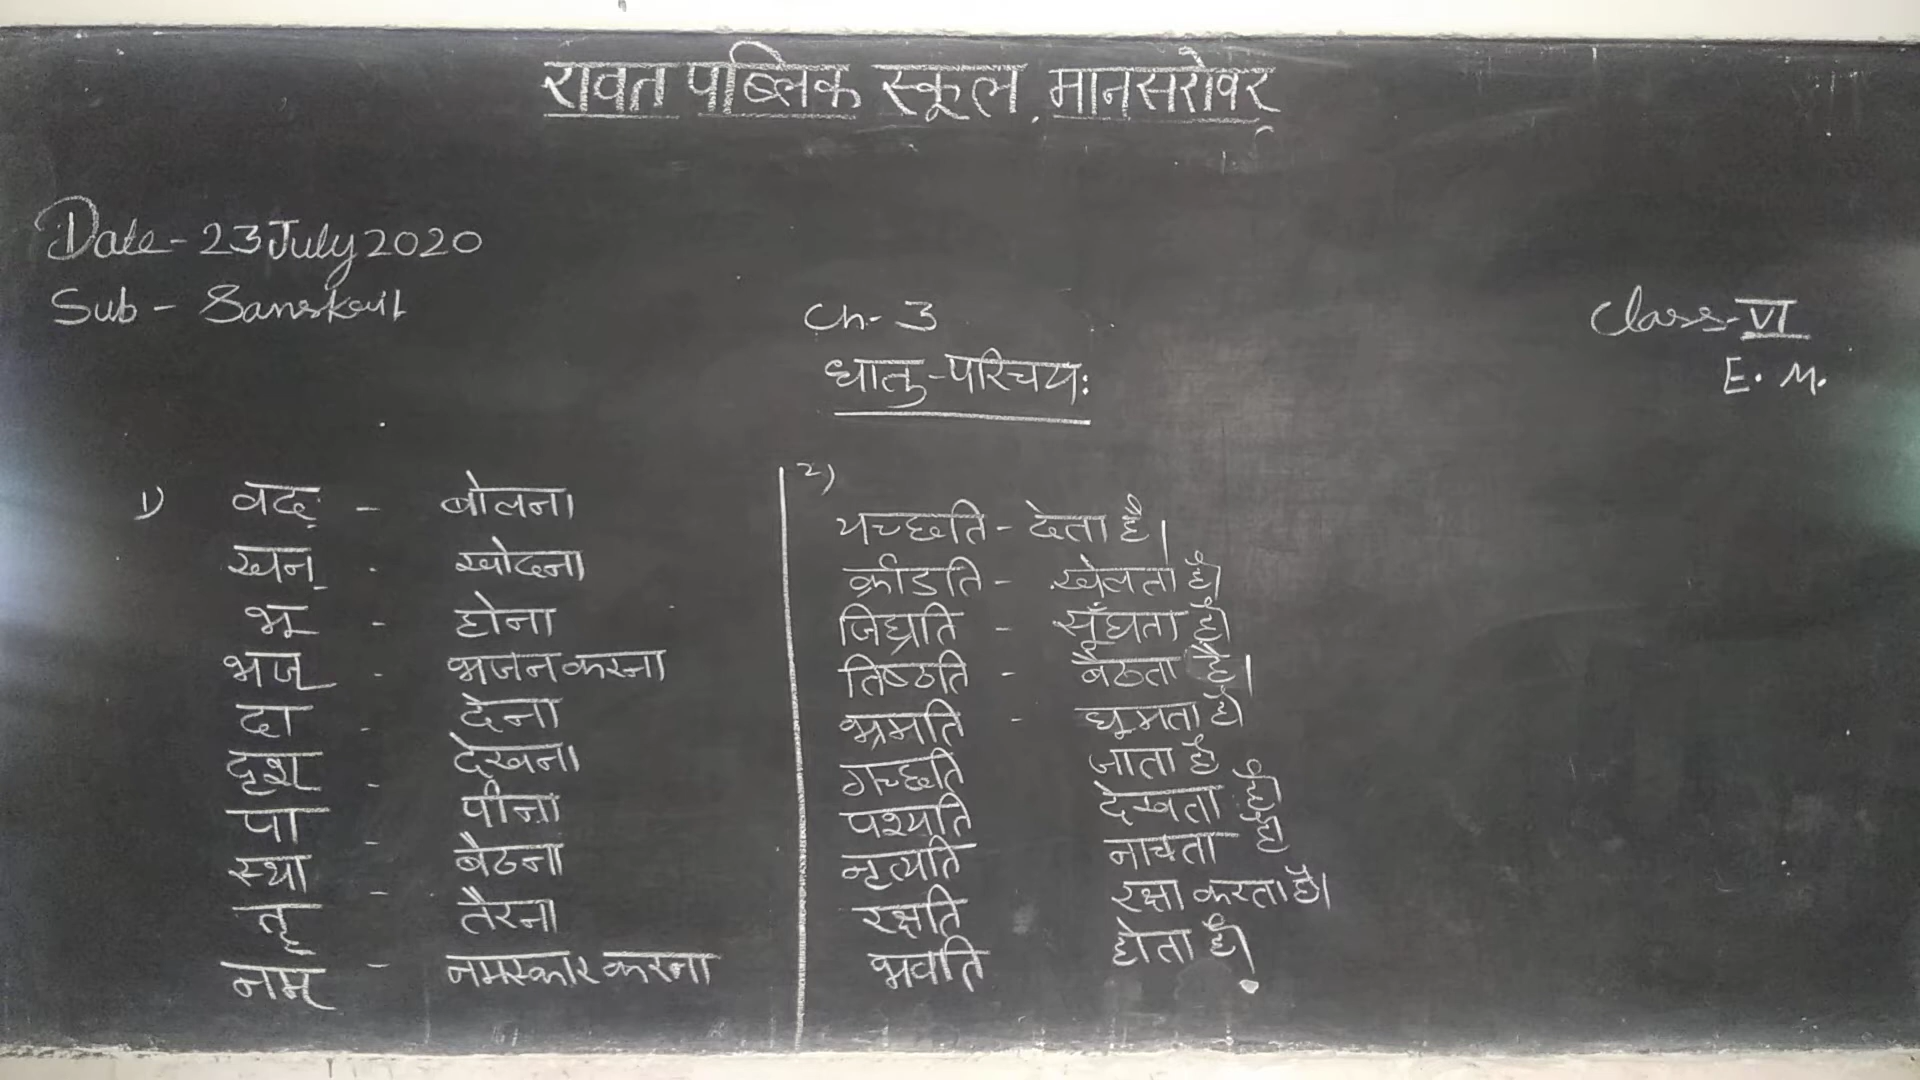 रावत पब्लिक स्कूल, मानसरोवर
Date - 23 July 2020
Sub - Sanskrit
Ch- 3
Class- VI
धातु-परिचय:
E. M.
1)
वद् - बोलना
खन् - खोदना
भू - होना
भज् - भजन करना
दा - देना
दृश - देखना
पा - पीना
स्था - बैठना
तृ - तैरना
नम् - नमस्कार करना
2)
यच्छति - देता है।
क्रीडति - खेलता है।
जिघ्रति - सूँघता है।
तिष्ठति - बैठता है।
भ्रमति - घूमता है।
गच्छति जाता है
पश्यति देखता है।
नृत्यति नाचता है।
रक्षति रक्षा करता है।
भवति होता है।